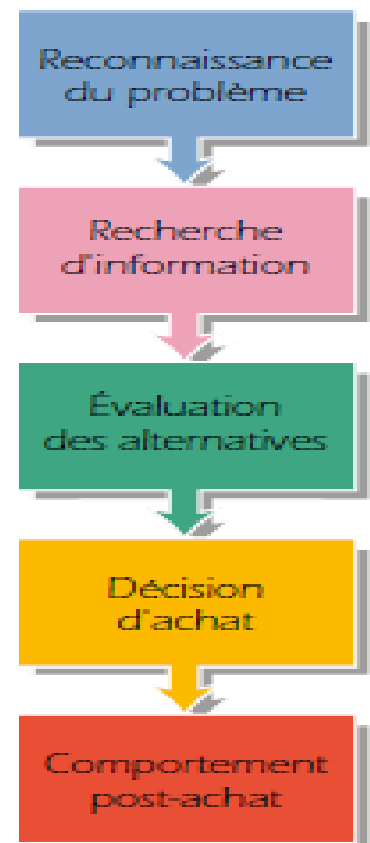 Reconnaissance
du problème
Recherche
d'information
Évaluation
des alternatives
Décision
d'achat
Comportement
post-achat